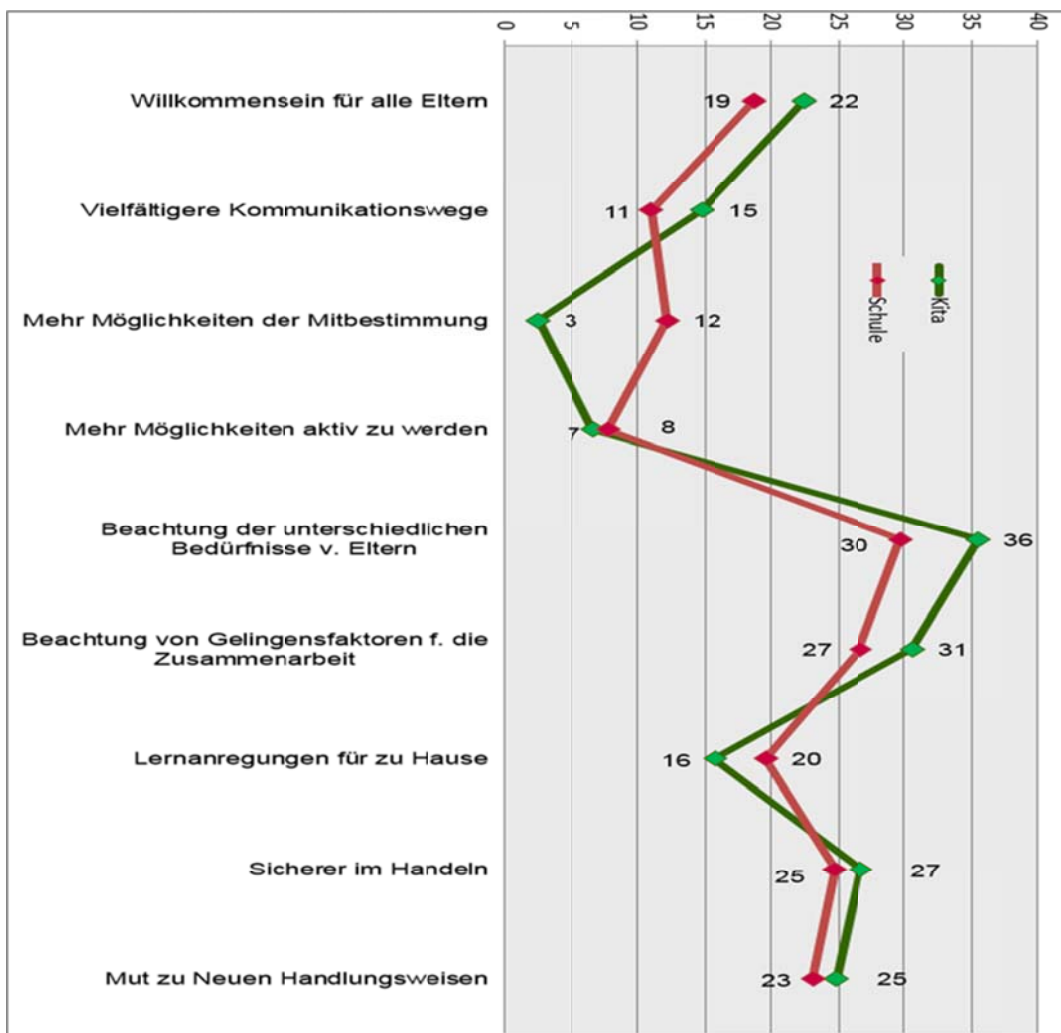 0 5 10 15 20 25 30 35 40
Willkommensein für alle Eltern
19 22
Vielfältigere Kommunikationswege
11 15
Kita
Schule
Mehr Möglichkeiten der Mitbestimmung
3 12
Mehr Möglichkeiten aktiv zu werden
7 8
Beachtung der unterschiedlichen
Bedürfnisse v. Eltern
30 36
Beachtung von Gelingensfaktoren f. die
Zusammenarbeit
27 31
Lernanregungen für zu Hause
16 20
Sicherer im Handeln
25 27
Mut zu Neuen Handlungsweisen
23 25